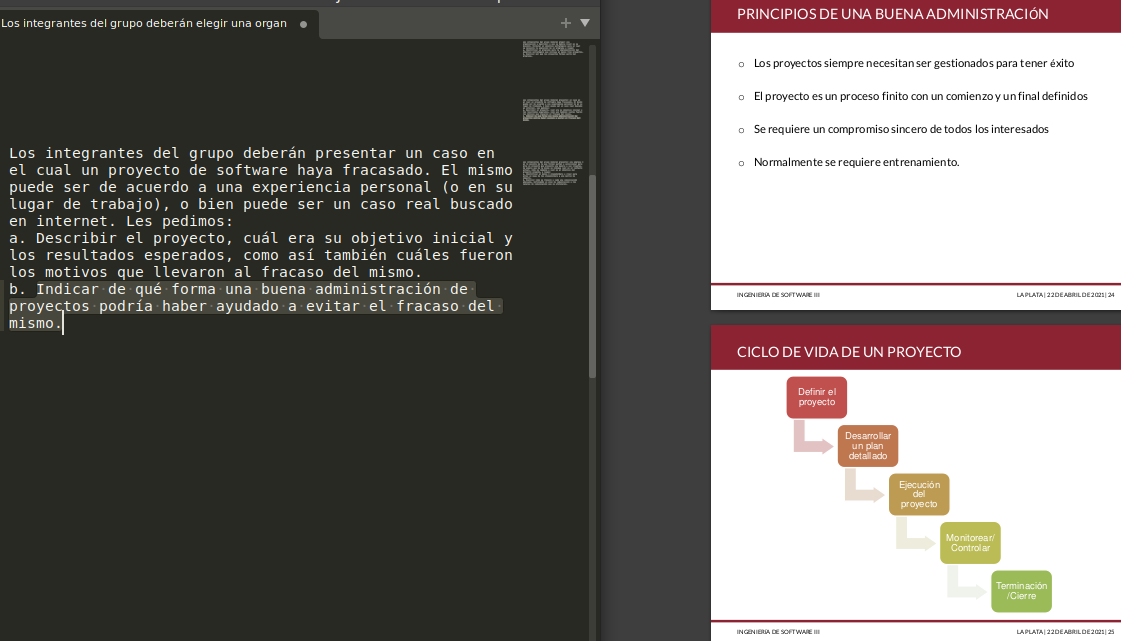 Los integrantes del grupo deberán elegir una organ
Los integrantes del grupo deberán presentar un caso en
el cual un proyecto de software haya fracasado. El mismo
puede ser de acuerdo a una experiencia personal (o en su
lugar de trabajo), o bien puede ser un caso real buscado
en internet. Les pedimos:
a. Describir el proyecto, cuál era su objetivo inicial y
los resultados esperados, como así también cuáles fueron
los motivos que llevaron al fracaso del mismo.
b. Indicar de qué forma una buena administración de
proyectos podría haber ayudado a evitar el fracaso del
mismo.
PRINCIPIOS DE UNA BUENA ADMINISTRACIÓN
Los proyectos siempre necesitan ser gestionados para tener éxito
El proyecto es un proceso finito con un comienzo y un final definidos
Se requiere un compromiso sincero de todos los interesados
Normalmente se requiere entrenamiento.
INGENIERÍA DE SOFTWARE III
LA PLATA | 22 DE ABRIL DE 2021 | 24
CICLO DE VIDA DE UN PROYECTO
Definir el
proyecto
Desarrollar
un plan
detallado
Ejecución
del
proyecto
Monitorear/
Controlar
Terminación
/Cierre
INGENIERÍA DE SOFTWARE III
LA PLATA | 22 DE ABRIL DE 2021 | 25